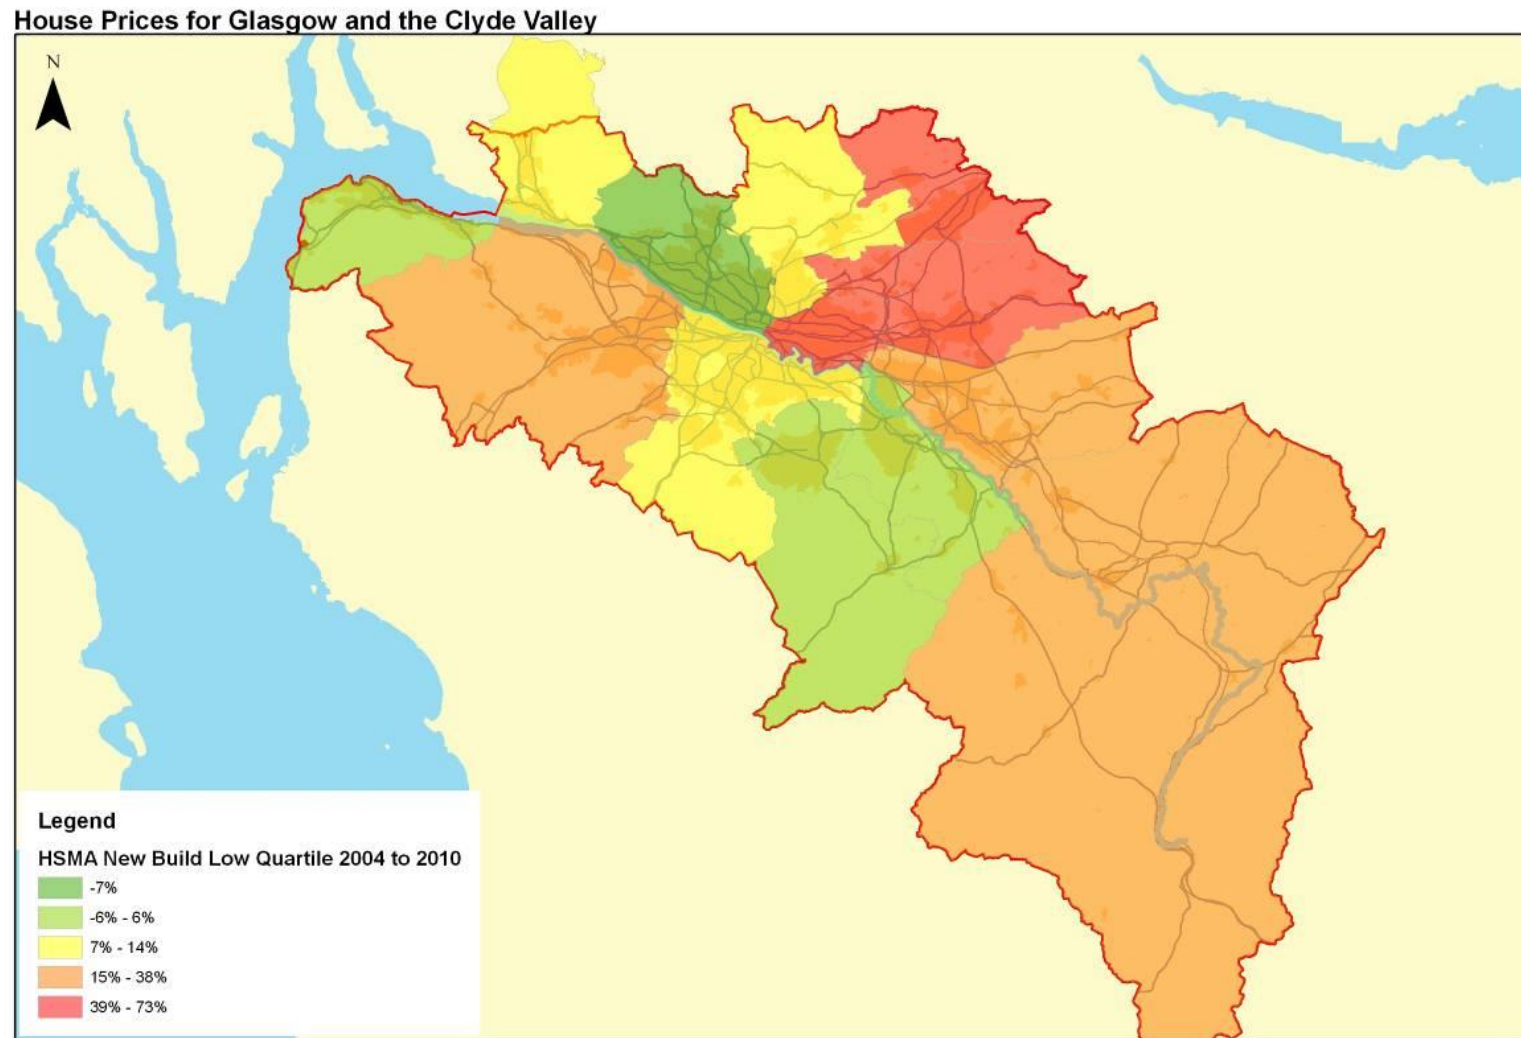 House Prices for Glasgow and the Clyde Valley
N
Legend
HSMA New Build Low Quartile 2004 to 2010
-7%
-6% - 6%
7% - 14%
15% - 38%
39% - 73%